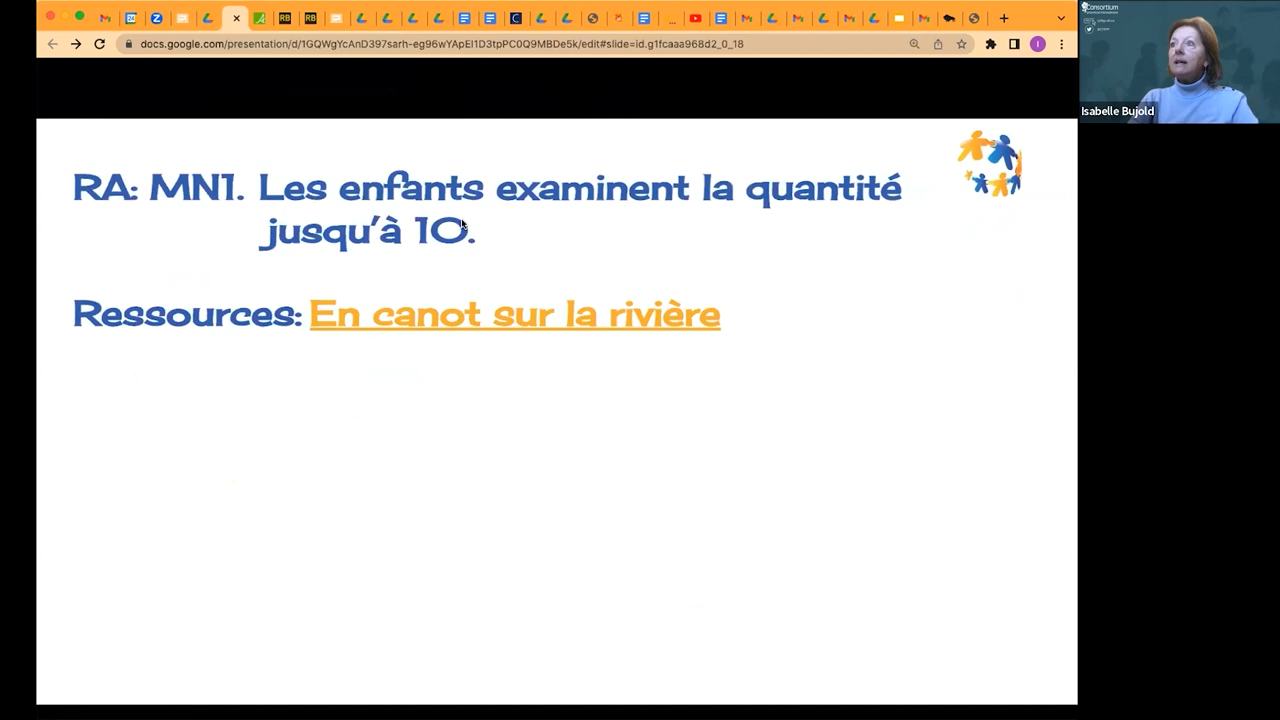 docs.google.com/presentation/d/1GQWgYcAnD397sarh-eg96wYApEI1D3tpPC0Q9MBDe5k/edit#slide=id.g1fcaaa968d2_0_18
Consortium
Isabelle Bujold
RA: MN1. Les enfants examinent la quantité
jusqu'à 10.
Ressources: En canot sur la rivière